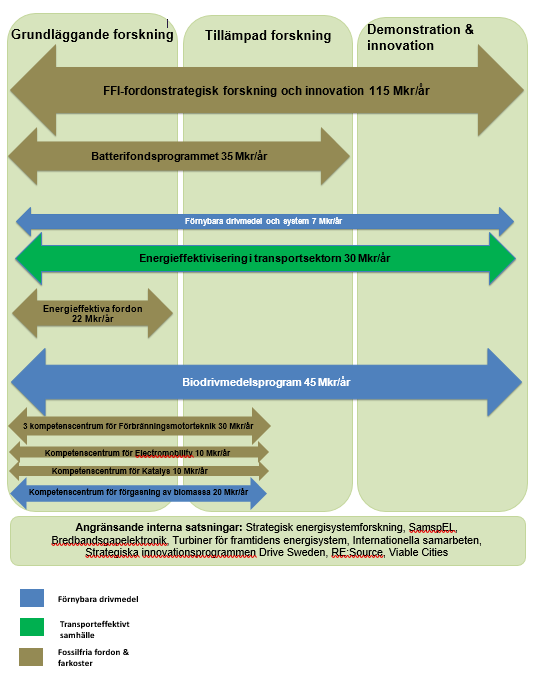 Grundläggande forskning
Tillämpad forskning
Demonstration &
innovation
FFI-fordonstrategisk forskning och innovation 115 Mkr/år
Batterifondsprogrammet 35 Mkr/år
Förnybara drivmedel och system 7 Mkr/år
Energieffektivisering i transportsektorn 30 Mkr/år
Energieffektiva fordon
22 Mkr/år
Biodrivmedelsprogram 45 Mkr/år
3 kompetenscentrum för Förbränningsmotorteknik 30 Mkr/år
Kompetenscentrum för Electromobility 10 Mkr/år
Kompetenscentrum för Katalys 10 Mkr/år
Kompetenscentrum för förgasning av biomassa 20 Mkr/år
Angränsande interna satsningar: Strategisk energisystemforskning, SamspEL,
Bredbandsgapelektronik, Turbiner för framtidens energisystem, Internationella samarbeten,
Strategiska innovationsprogrammen Drive Sweden, RE:Source, Viable Cities
Förnybara drivmedel
Transporteffektivt
samhälle
Fossilfria fordon &
farkoster